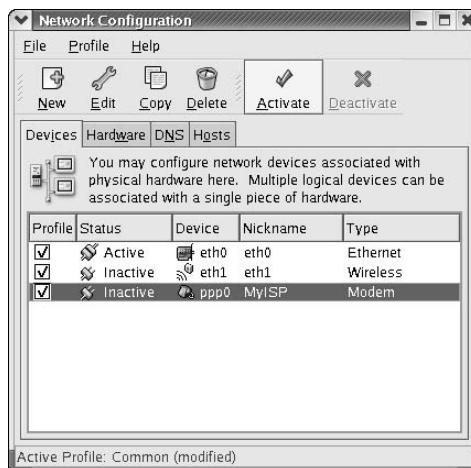 Network Configuration
File Profile Help
New Edit Copy Delete Activate Deactivate
Devices Hardware DNS Hosts
You may configure network devices associated with
physical hardware here. Multiple logical devices can be
associated with a single piece of hardware.
Profile Status Device Nickname Type
Active eth0 eth0 Ethernet
Inactive eth1 eth1 Wireless
Inactive ppp0 MyISP Modem
Active Profile: Common (modified)